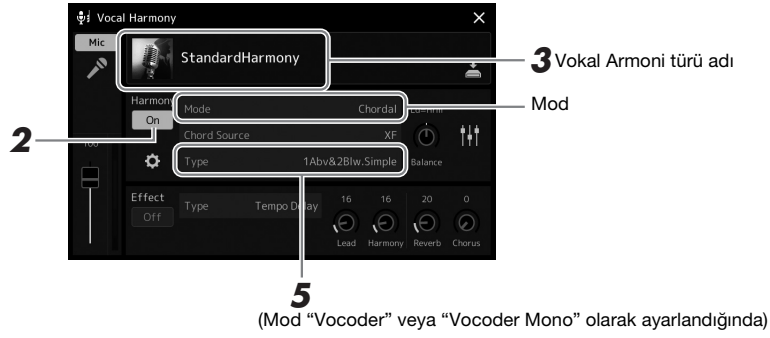 Vocal Harmony
Mic
StandardHarmony
3 Vokal Armoni türü adı
Harmony
On
Mode Chordal
Mod
Chord Source XF
Balance
2
100
Type 1Abv&2Blw.Simple
Effect
Off
Type Tempo Delay
16 16 20 0
Lead Harmony Reverb Chorus
5
(Mod “Vocoder” veya “Vocoder Mono” olarak ayarlandığında)